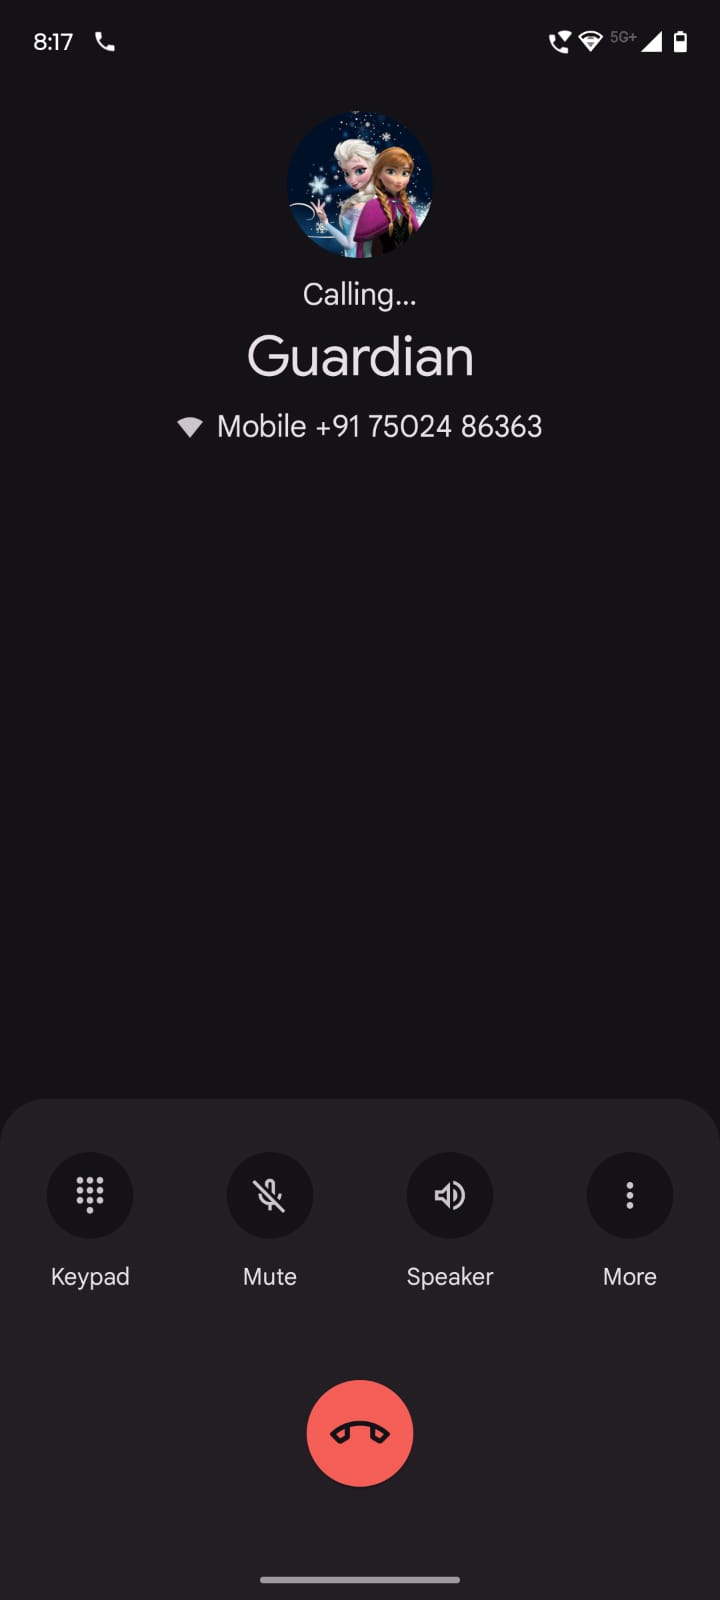 8:17 5G+
Calling...
Guardian
Mobile +91 75024 86363
Keypad Mute Speaker More